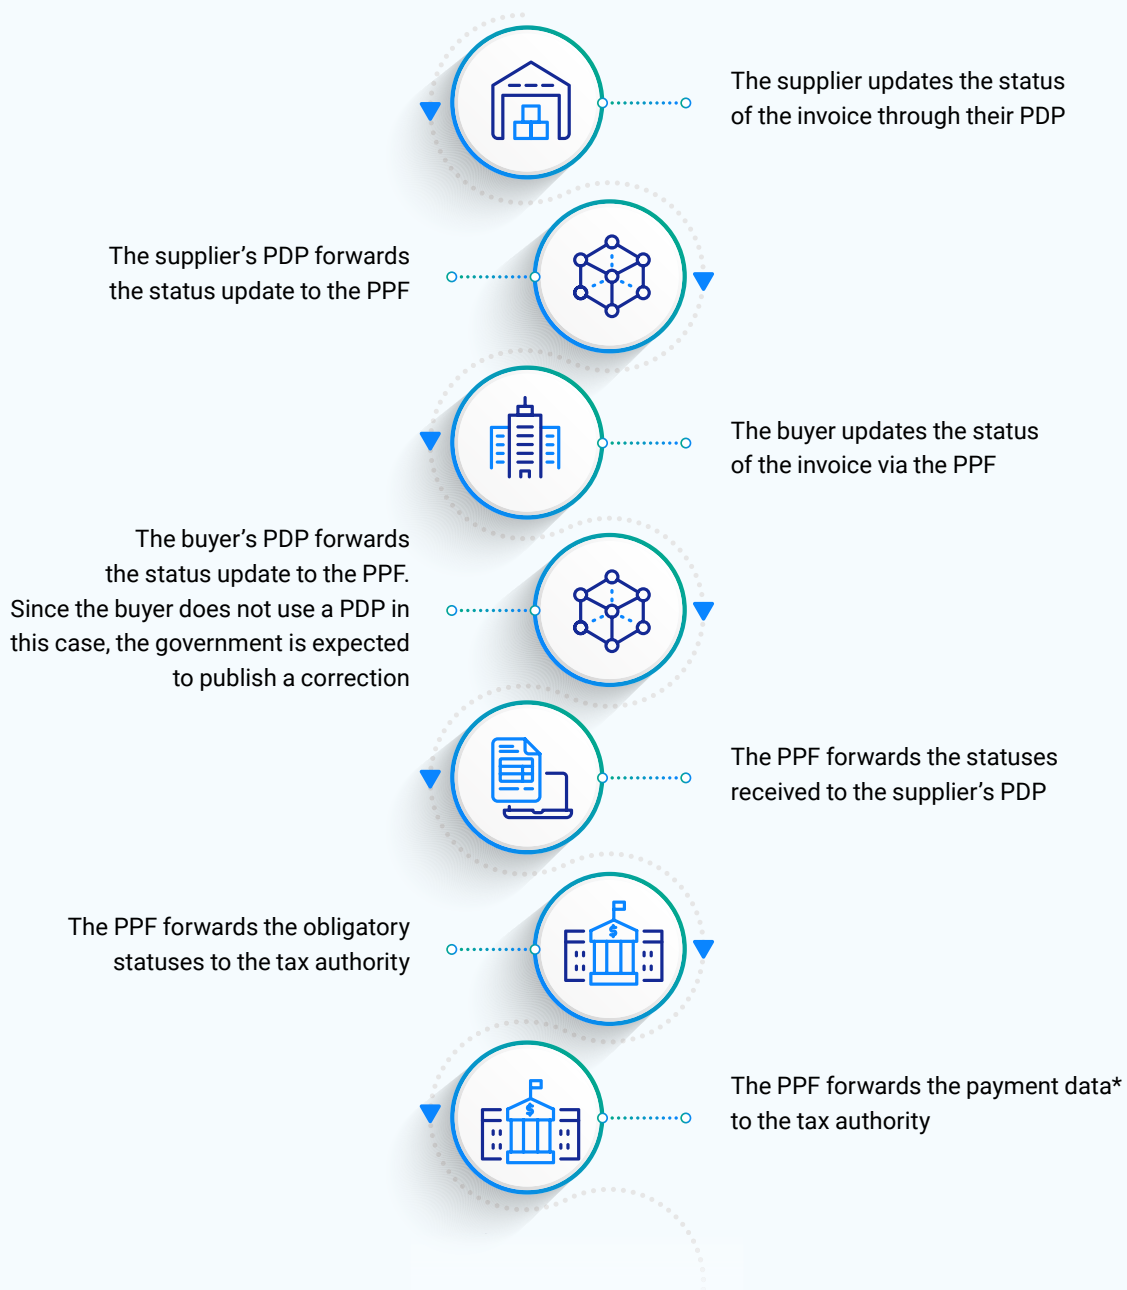 The supplier updates the status
of the invoice through their PDP
The supplier’s PDP forwards
the status update to the PPF
The buyer updates the status
of the invoice via the PPF
The buyer’s PDP forwards
the status update to the PPF.
Since the buyer does not use a PDP in
this case, the government is expected
to publish a correction
The PPF forwards the statuses
received to the supplier’s PDP
The PPF forwards the obligatory
statuses to the tax authority
The PPF forwards the payment data*
to the tax authority